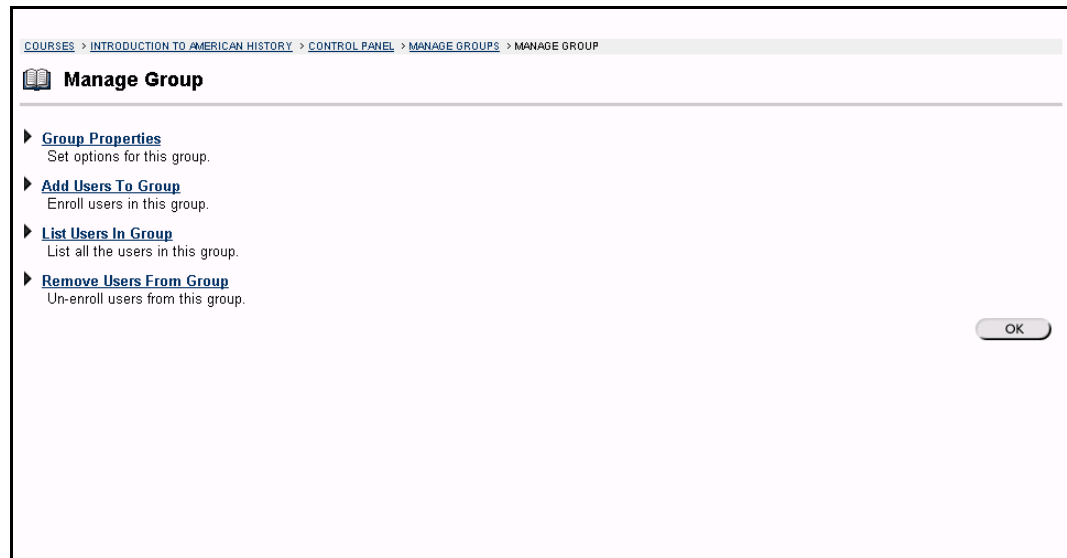 COURSES > INTRODUCTION TO AMERICAN HISTORY > CONTROL PANEL > MANAGE GROUPS > MANAGE GROUP
Manage Group
Group Properties
Set options for this group.
Add Users To Group
Enroll users in this group.
List Users In Group
List all the users in this group.
Remove Users From Group
Un-enroll users from this group.
OK